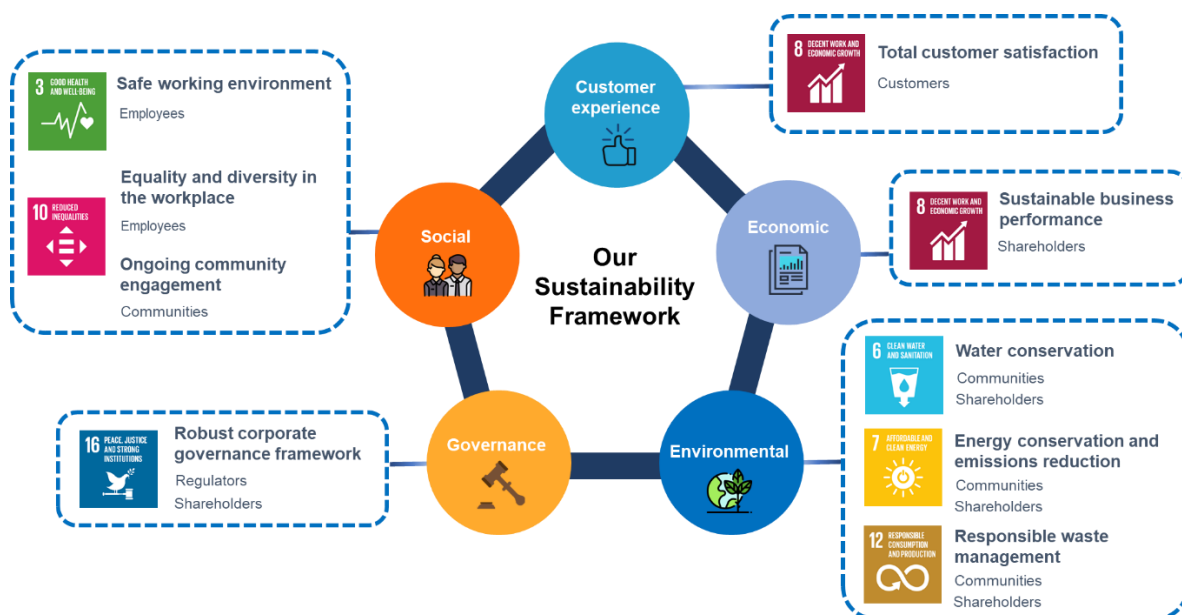 3 GOOD HEALTH
AND WELL-BEING
Safe working environment
Employees
10 REDUCED
INEQUALITIES
Equality and diversity in
the workplace
Employees
Ongoing community
engagement
Communities
Customer
experience
8 DECENT WORK AND
ECONOMIC GROWTH
Total customer satisfaction
Customers
Social
Our
Sustainability
Framework
Economic
8 DECENT WORK AND
ECONOMIC GROWTH
Sustainable business
performance
Shareholders
16 PEACE, JUSTICE
AND STRONG
INSTITUTIONS
Robust corporate
governance framework
Regulators
Shareholders
Governance
Environmental
6 CLEAN WATER
AND SANITATION
Water conservation
Communities
Shareholders
7 AFFORDABLE AND
CLEAN ENERGY
Energy conservation and
emissions reduction
Communities
Shareholders
12 RESPONSIBLE
CONSUMPTION
AND PRODUCTION
Responsible waste
management
Communities
Shareholders